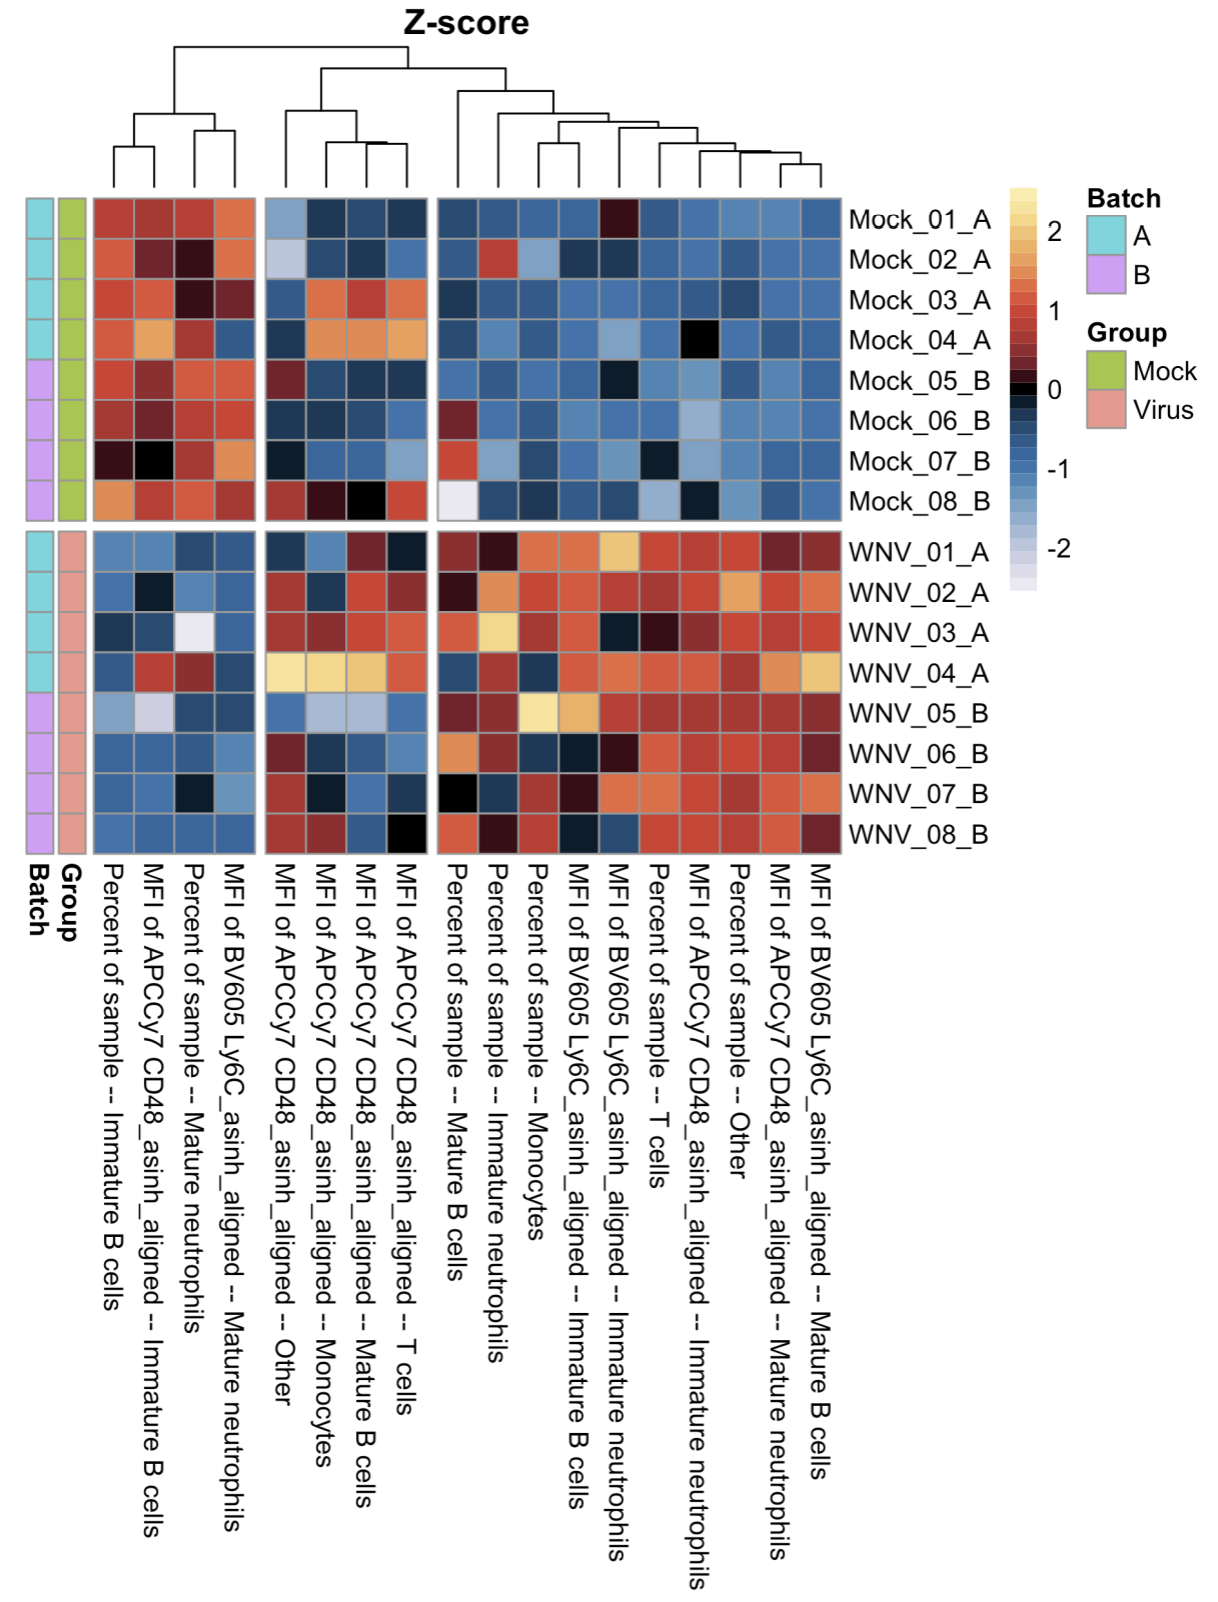 Z-score
Mock_01_A
Mock_02_A
Mock_03_A
Mock_04_A
Mock_05_B
Mock_06_B
Mock_07_B
Mock_08_B
WNV_01_A
WNV_02_A
WNV_03_A
WNV_04_A
WNV_05_B
WNV_06_B
WNV_07_B
WNV_08_B
2
1
0
-1
-2
Batch
A
B
Group
Mock
Virus
Batch
Group
Percent of sample -- Immature B cells
MFI of APCCy7 CD48_asinh_aligned -- Immature B cells
Percent of sample -- Mature neutrophils
MFI of BV605 Ly6C_asinh_aligned -- Mature neutrophils
MFI of APCCy7 CD48_asinh_aligned -- Other
MFI of APCCy7 CD48_asinh_aligned -- Monocytes
MFI of APCCy7 CD48_asinh_aligned -- Mature B cells
MFI of APCCy7 CD48_asinh_aligned -- T cells
Percent of sample -- Mature B cells
Percent of sample -- Immature neutrophils
Percent of sample -- Monocytes
MFI of BV605 Ly6C_asinh_aligned -- Immature B cells
MFI of BV605 Ly6C_asinh_aligned -- Immature neutrophils
Percent of sample -- T cells
MFI of APCCy7 CD48_asinh_aligned -- Immature neutrophils
Percent of sample -- Other
MFI of APCCy7 CD48_asinh_aligned -- Mature neutrophils
MFI of BV605 Ly6C_asinh_aligned -- Mature B cells